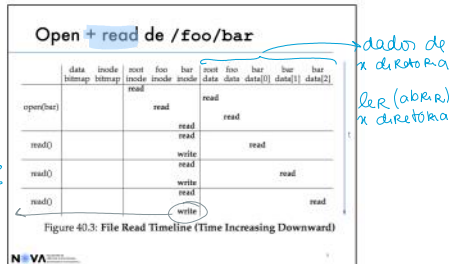 Open + read de /foo/bar
data inode root foo bar root foo bar bar bar
bitmap bitmap inode inode inode data data data[0] data[1] data[2]
read
read
open(bar)
read
read
read
read
read()
read
write
read
read()
read
write
read
read()
read
write
Figure 40.3: File Read Timeline (Time Increasing Downward)
NOVA
dados de
x diretoria
ler (abrir)
x diretória